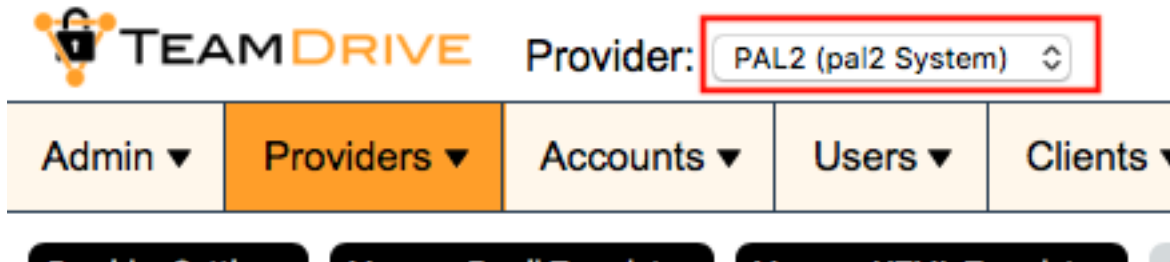 TEAMDRIVE Provider: PAL2 (pal2 System)
Admin ▼ Providers ▼ Accounts ▼ Users ▼ Clients ▼